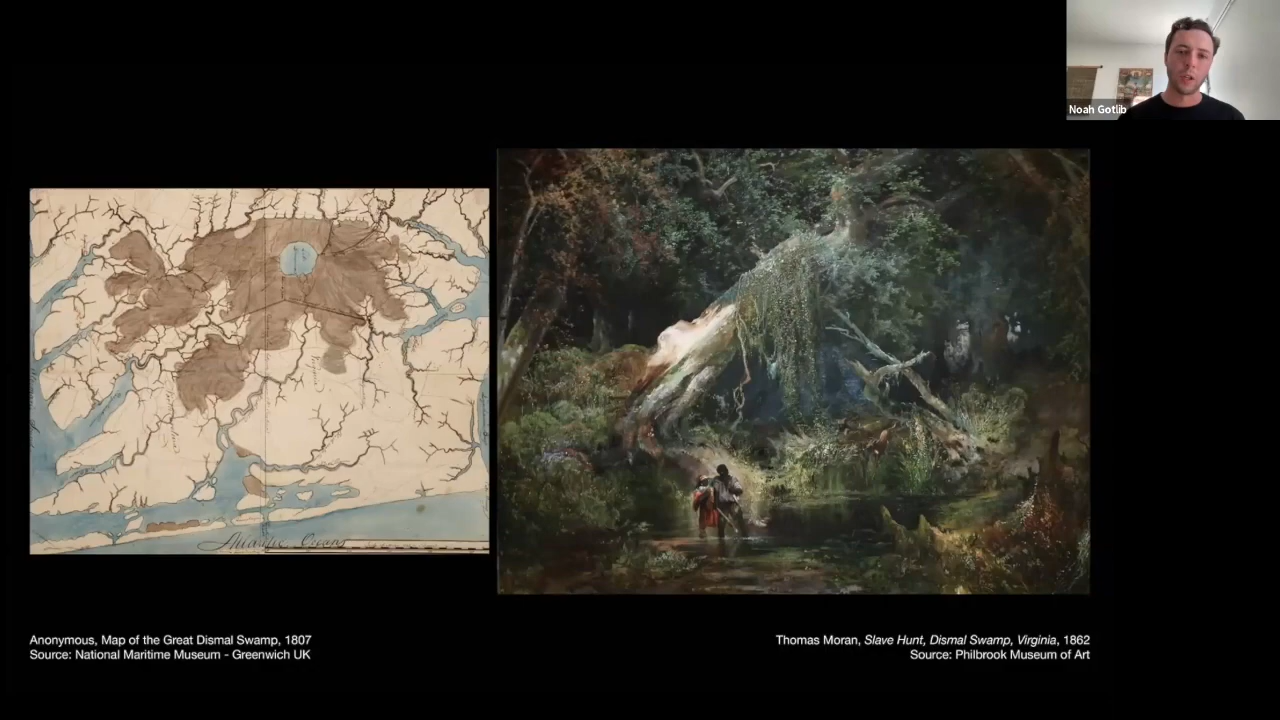 Noah Gotlib
Atlantic Oceans
Anonymous, Map of the Great Dismal Swamp, 1807
Source: National Maritime Museum - Greenwich UK
Thomas Moran, Slave Hunt, Dismal Swamp, Virginia, 1862
Source: Philbrook Museum of Art